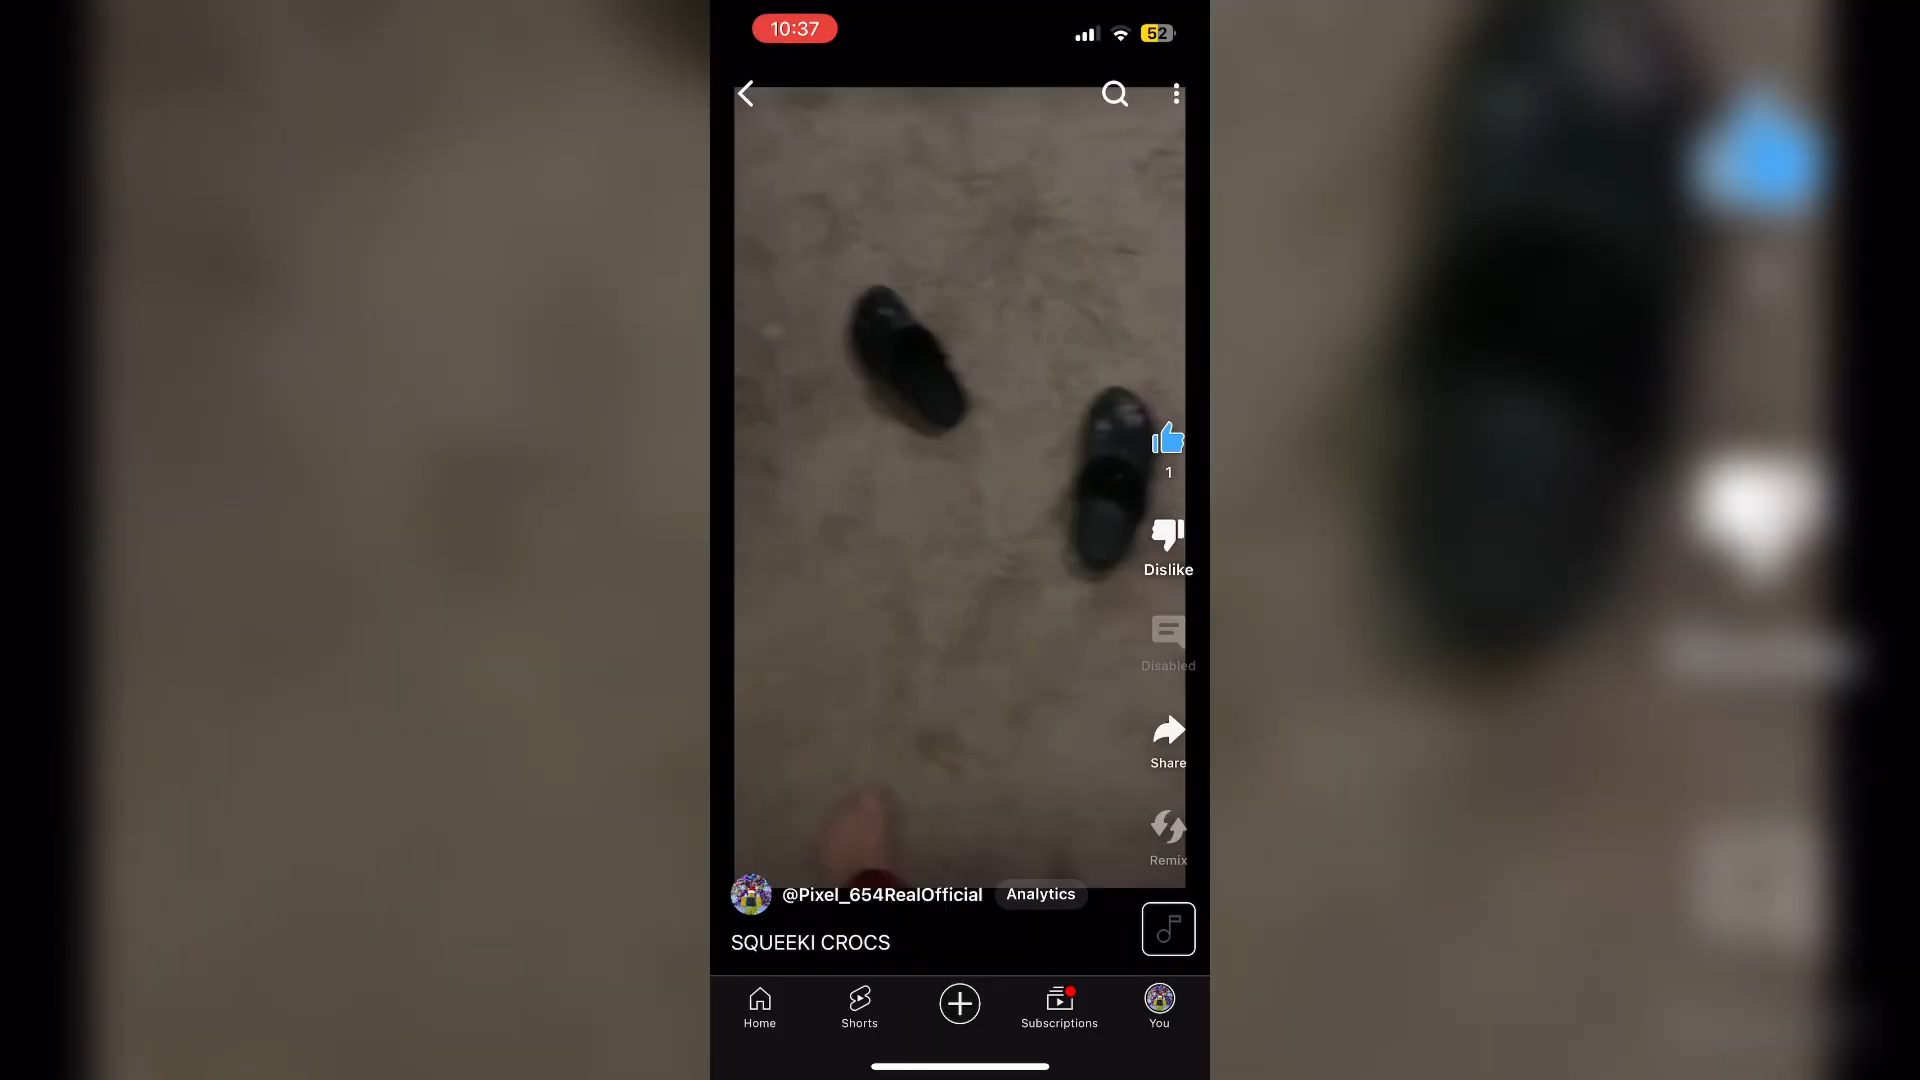 10:37
52
1
Dislike
Disabled
Share
Remix
@Pixel_654RealOfficial Analytics
SQUEEKI CROCS
Home Shorts Subscriptions You